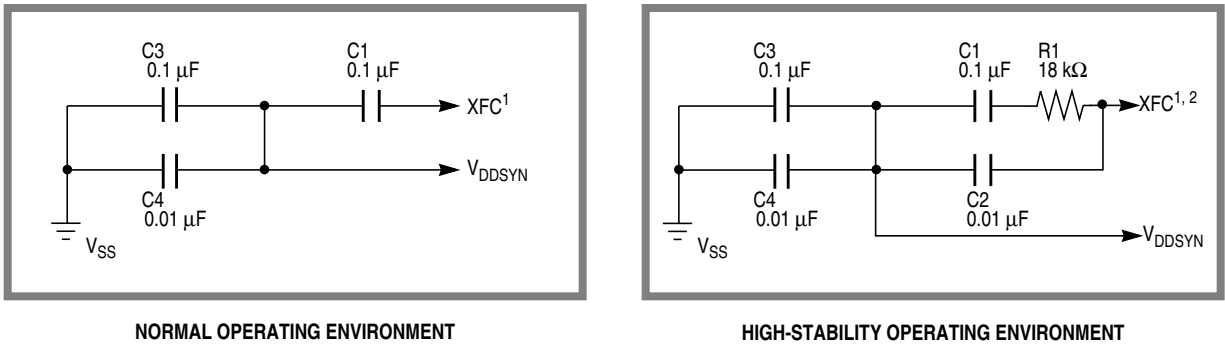 C3
0.1 µF
C1
0.1 µF
XFC1
VDDSYN
C4
0.01 µF
VSS
NORMAL OPERATING ENVIRONMENT
C3
0.1 µF
C1
0.1 µF
R1
18 kΩ
XFC1, 2
C4
0.01 µF
C2
0.01 µF
VDDSYN
VSS
HIGH-STABILITY OPERATING ENVIRONMENT